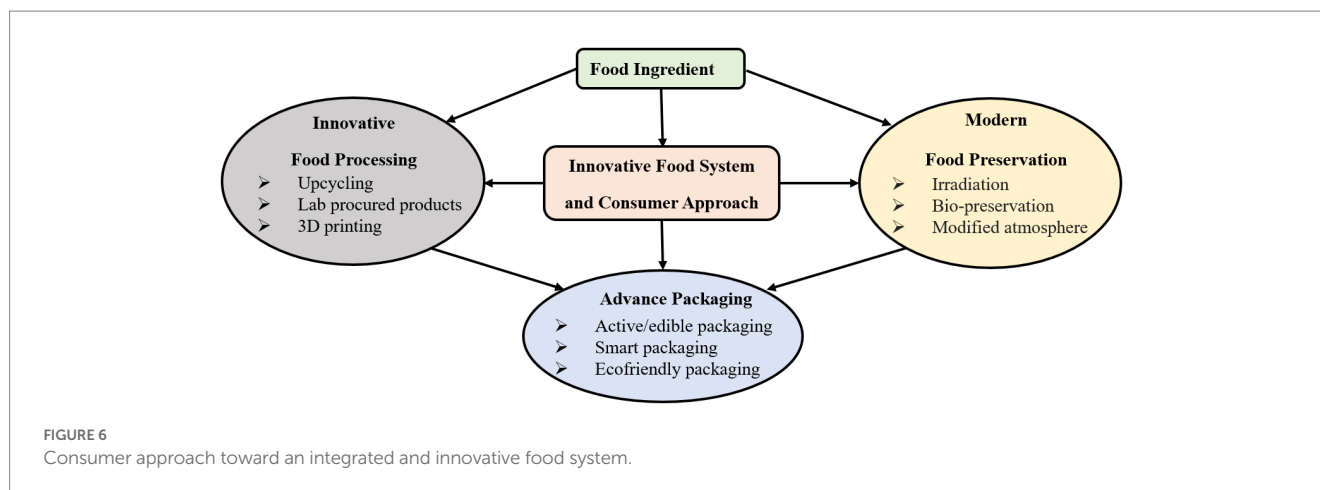 Food Ingredient
Innovative
Food Processing
➢ Upcycling
➢ Lab procured products
➢ 3D printing
Innovative Food System
and Consumer Approach
Modern
Food Preservation
➢ Irradiation
➢ Bio-preservation
➢ Modified atmosphere
Advance Packaging
➢ Active/edible packaging
➢ Smart packaging
➢ Ecofriendly packaging
FIGURE 6
Consumer approach toward an integrated and innovative food system.